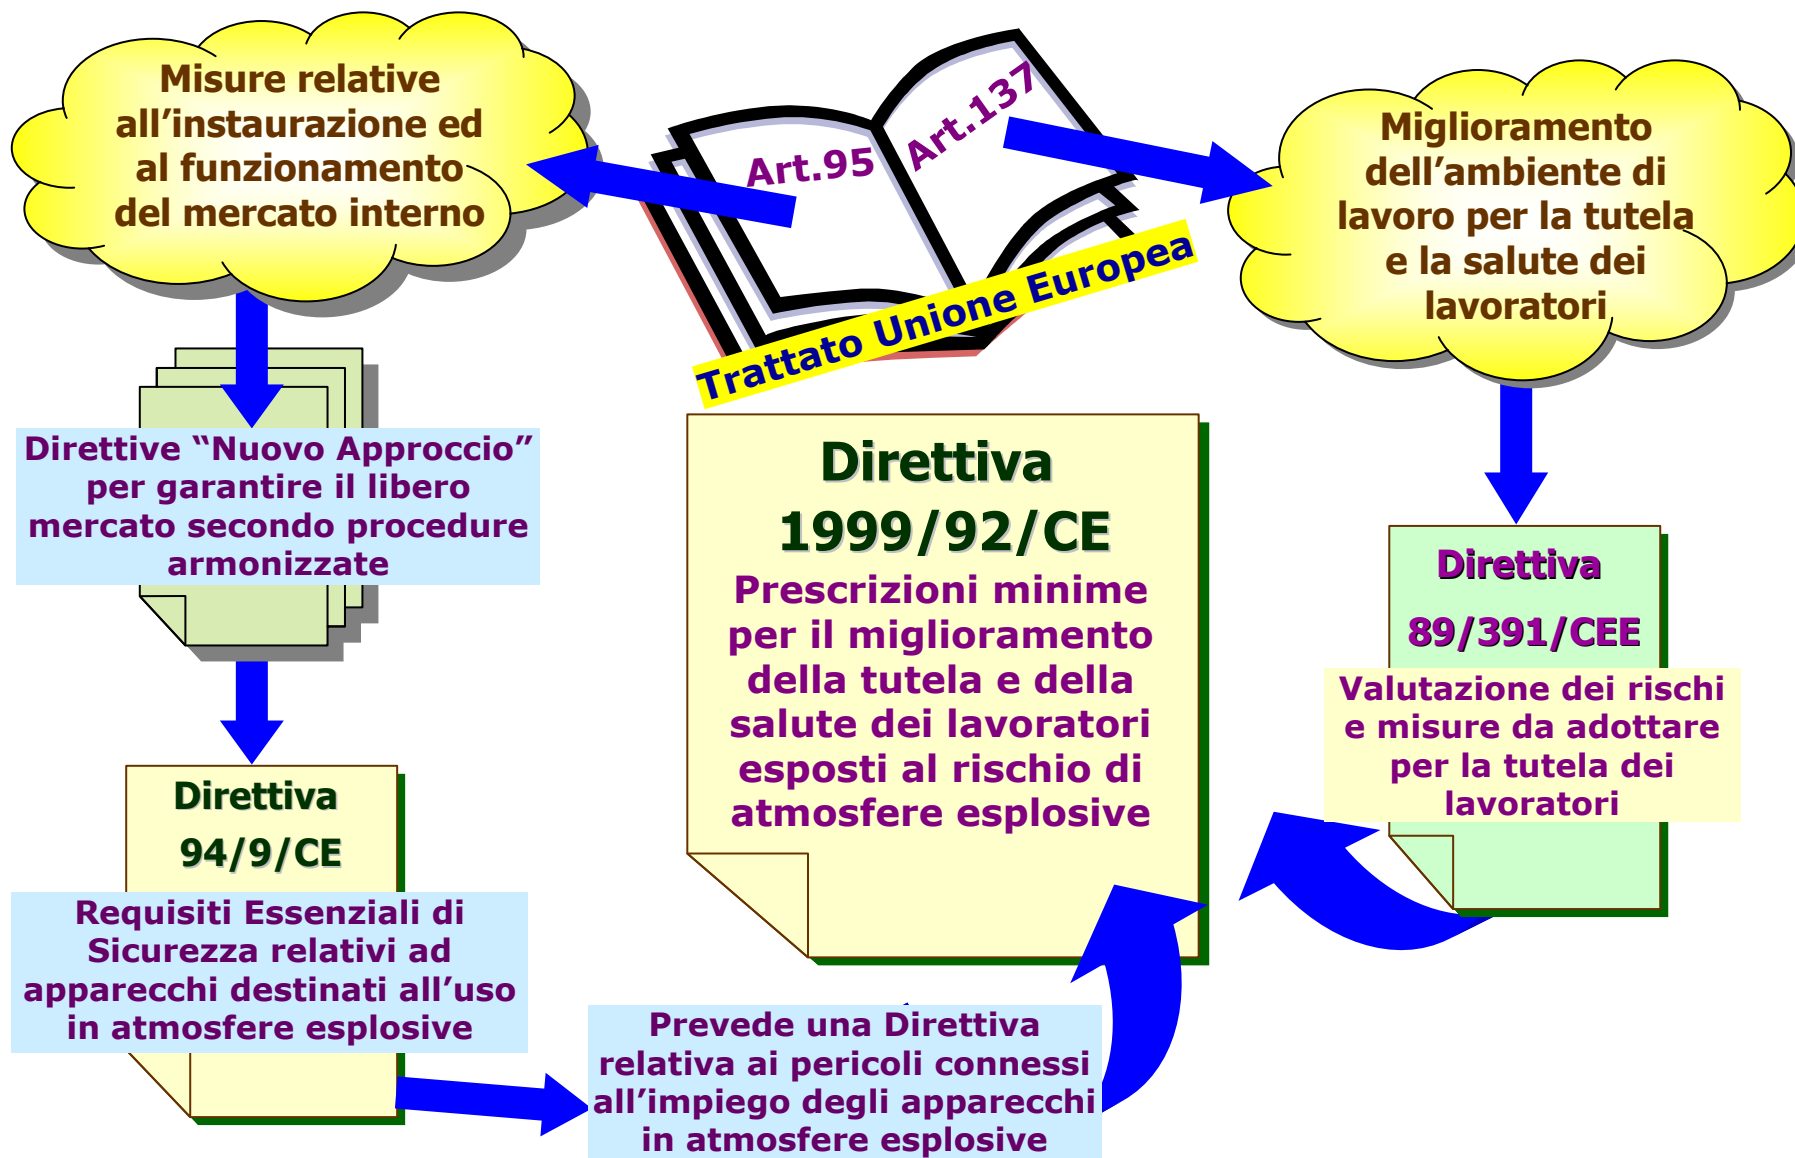 Misure relative
all’instaurazione ed
al funzionamento
del mercato interno
Art.95
Art.137
Trattato Unione Europea
Miglioramento
dell’ambiente di
lavoro per la tutela
e la salute dei
lavoratori
Direttive “Nuovo Approccio”
per garantire il libero
mercato secondo procedure
armonizzate
Direttiva
94/9/CE
Requisiti Essenziali di
Sicurezza relativi ad
apparecchi destinati all’uso
in atmosfere esplosive
Prevede una Direttiva
relativa ai pericoli connessi
all’impiego degli apparecchi
in atmosfere esplosive
Direttiva
1999/92/CE
Prescrizioni minime
per il miglioramento
della tutela e della
salute dei lavoratori
esposti al rischio di
atmosfere esplosive
Direttiva
89/391/CEE
Valutazione dei rischi
e misure da adottare
per la tutela dei
lavoratori